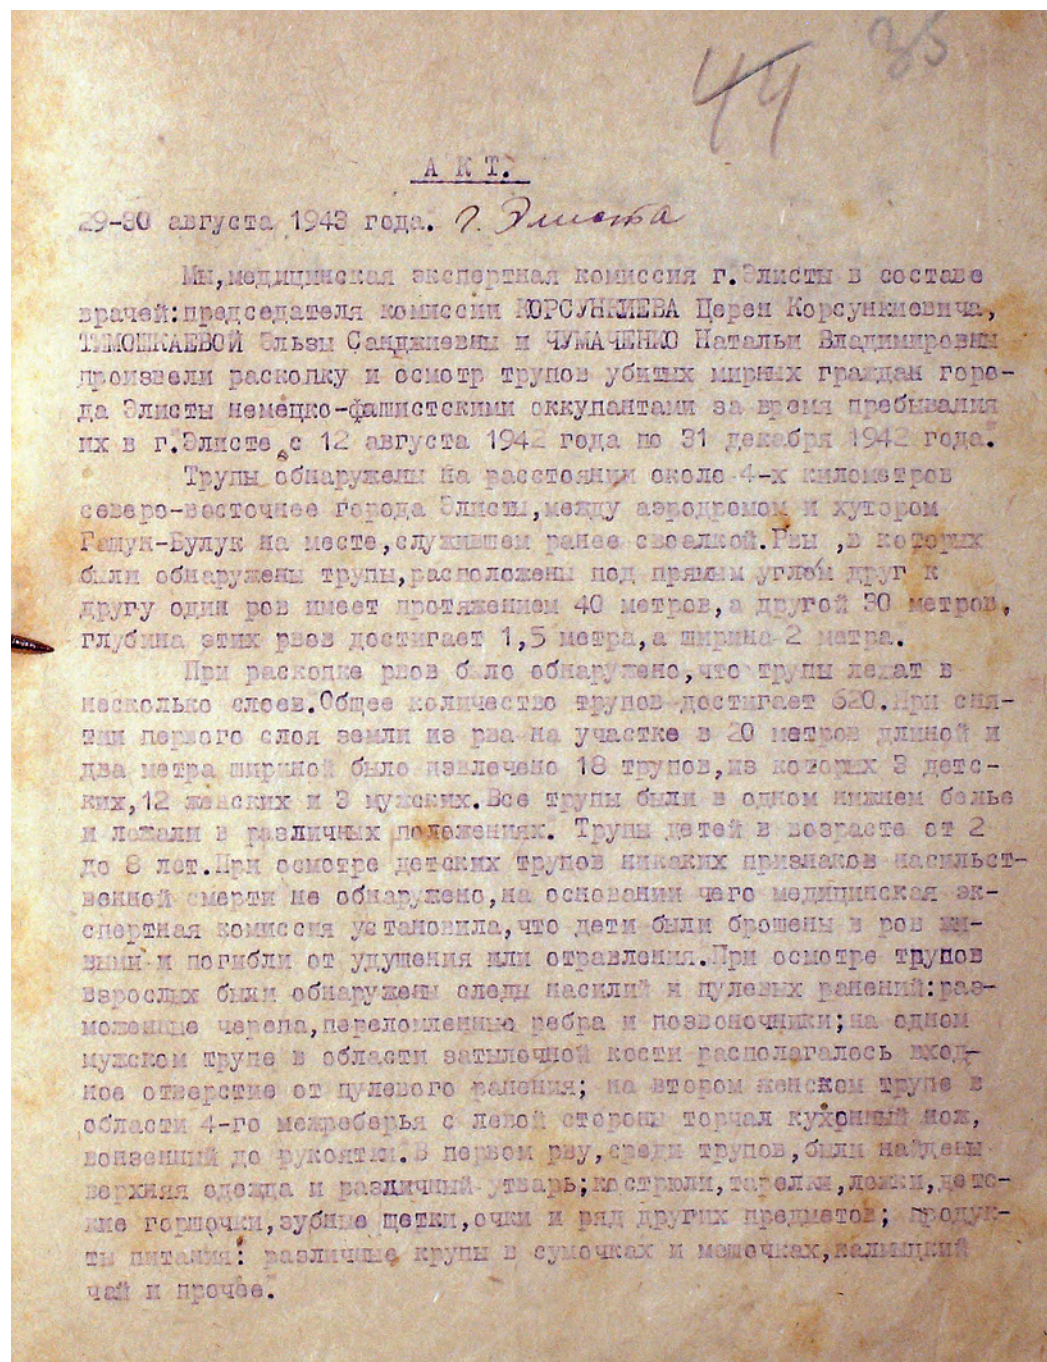 35
44
А К Т.
29-30 августа 1943 года. г. Элиста
Мы,медицинская экспертная комиссия г.Элисты в составе
врачей:председателя комиссии КОРСУНКИЕВА Церен Корсункиевича,
ТИМОШКАЕВОЙ Эльзы Санджиевны и ЧУМАЧЕНКО Натальи Владимировны
произвели расколку и осмотр трупов убитых мирных граждан горо-
да Элисты немецко-фашистскими оккупантами за время пребывания
их в г.Элисте с 12 августа 1942 года по 31 декабря 1942 года.
Трупы обнаружены на расстоянии около 4-х километров
северо-восточнее города Элисты,между аэродромом и хутором
Гашун-Булук на месте,служившем ранее свалкой.Рвы ,в которых
были обнаружены трупы,расположены под прямым углом друг к
другу один ров имеет протяжением 40 метров,а другой 30 метров,
глубина этих рвов достигает 1,5 метра,а ширина 2 метра.
При расколке рвов было обнаружено,что трупы лежат в
несколько слоев.Общее количество трупов достигает 620.При сня-
тии первого слоя земли из рва на участке в 20 метров длиной и
два метра шириной было извлечено 18 трупов,из которых 3 детс-
ких,12 женских и 3 мужских.Все трупы были в одном нижнем белье
и лежали в различных положениях. Трупы детей в возрасте от 2
до 8 лет.При осмотре детских трупов никаких признаков насильст-
венной смерти не обнаружено,на основании чего медицинская эк-
спертная комиссия установила,что дети были брошены в ров жи-
выми и погибли от удушения или отравления.При осмотре трупов
взрослых были обнаружены следы насилий и пулевых ранений:раз-
моженные черепа,переломленные ребра и позвоночники;на одном
мужском трупе в области затылочной кости располагалось вход-
ное отверстие от пулевого ранения; на втором женском трупе в
области 4-го межреберья с левой стороны торчал кухонный нож,
вонзенный до рукоятки.В первом рву,среди трупов,были найдены
верхняя одежда и различный утварь;кастрюли,тарелки,ложки,детс-
кие горшочки,зубные щетки,очки и ряд других предметов; продук-
ты питания: различные крупы в сумочках и мешочках,калмыцкий
чай и прочее.